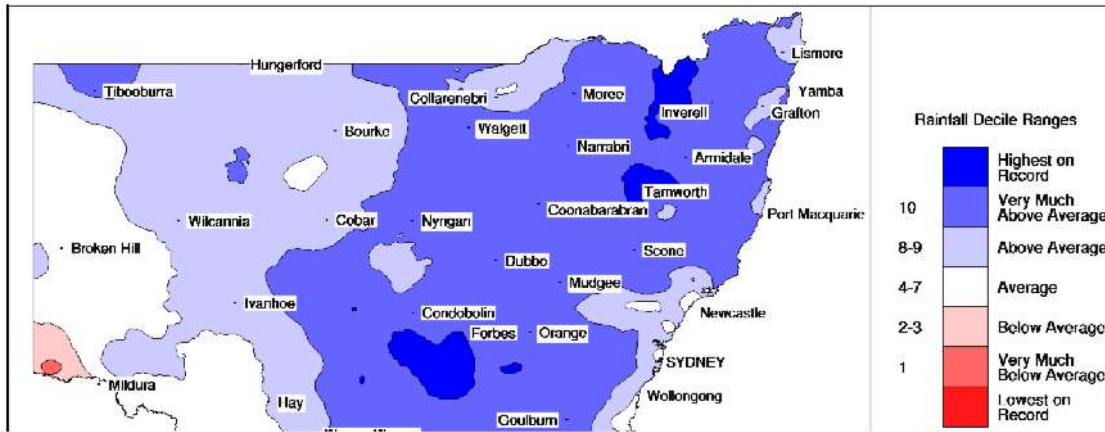 Lismore
Hungerford
Tibooburra
Yamba
Moree
Collarenebri
Inverell
Grafton
Bourke
Walgett
Narrabri
Armidale
Tamworth
Wilcannia
Cobar
Nyngan
Coonabarabran
Port Macquarie
Broken Hill
Scone
Dubbo
Mudgee
Ivanhoe
Condobolin
Newcastle
Forbes
Orange
SYDNEY
Mildura
Wollongong
Hay
Goulburn
Rainfall Decile Ranges
Highest on
Record
10
Very Much
Above Average
8-9
Above Average
4-7
Average
2-3
Below Average
1
Very Much
Below Average
Lowest on
Record